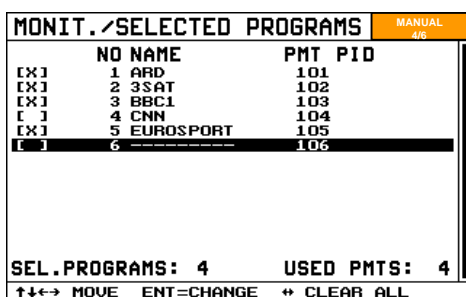 MONIT./SELECTED PROGRAMS MANUAL 4/6
NO NAME PMT PID
[X] 1 ARD 101
[X] 2 3SAT 102
[X] 3 BBC1 103
[ ] 4 CNN 104
[X] 5 EUROSPORT 105
[ ] 6 --------- 106
SEL.PROGRAMS: 4 USED PMTS: 4
↑↓←→ MOVE ENT=CHANGE ↔ CLEAR ALL